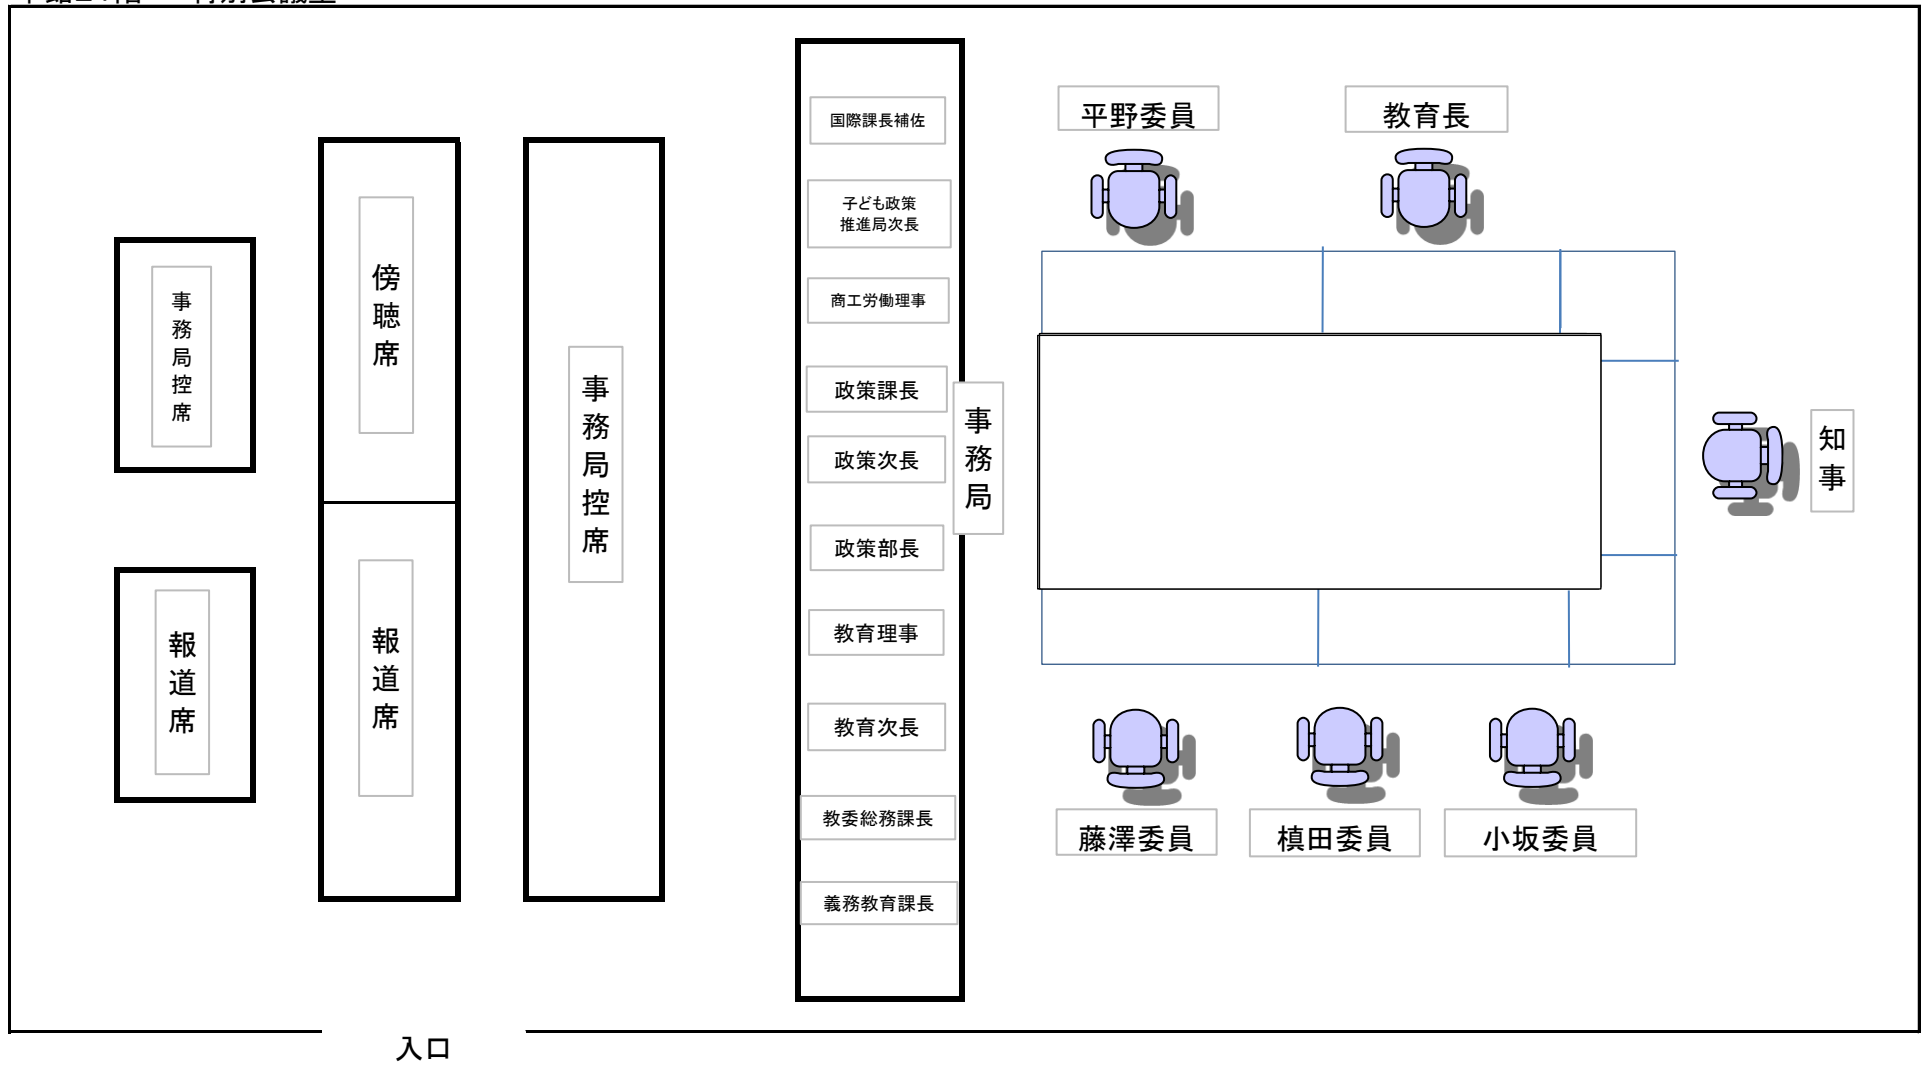 国際課長補佐
平野委員
教育長
子ども政策
推進局次長
事務局控席
傍聴席
商工労働理事
事務局控席
政策課長
事務局
知事
政策次長
政策部長
報道席
報道席
教育理事
教育次長
教委総務課長
藤澤委員
槙田委員
小坂委員
義務教育課長
入口